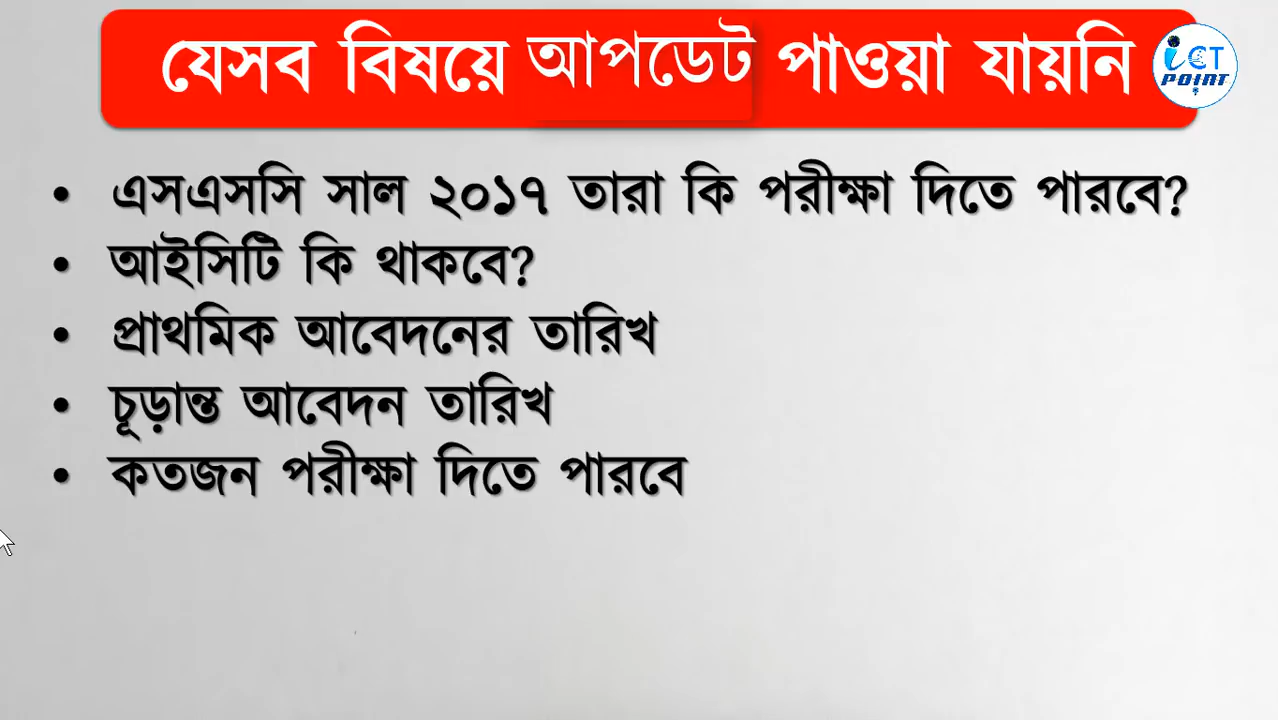 যেসব বিষয়ে আপডেট পাওয়া যায়নি
iCT
POINT
• এসএসসি সাল ২০১৭ তারা কি পরীক্ষা দিতে পারবে?
• আইসিটি কি থাকবে?
• প্রাথমিক আবেদনের তারিখ
• চূড়ান্ত আবেদন তারিখ
• কতজন পরীক্ষা দিতে পারবে